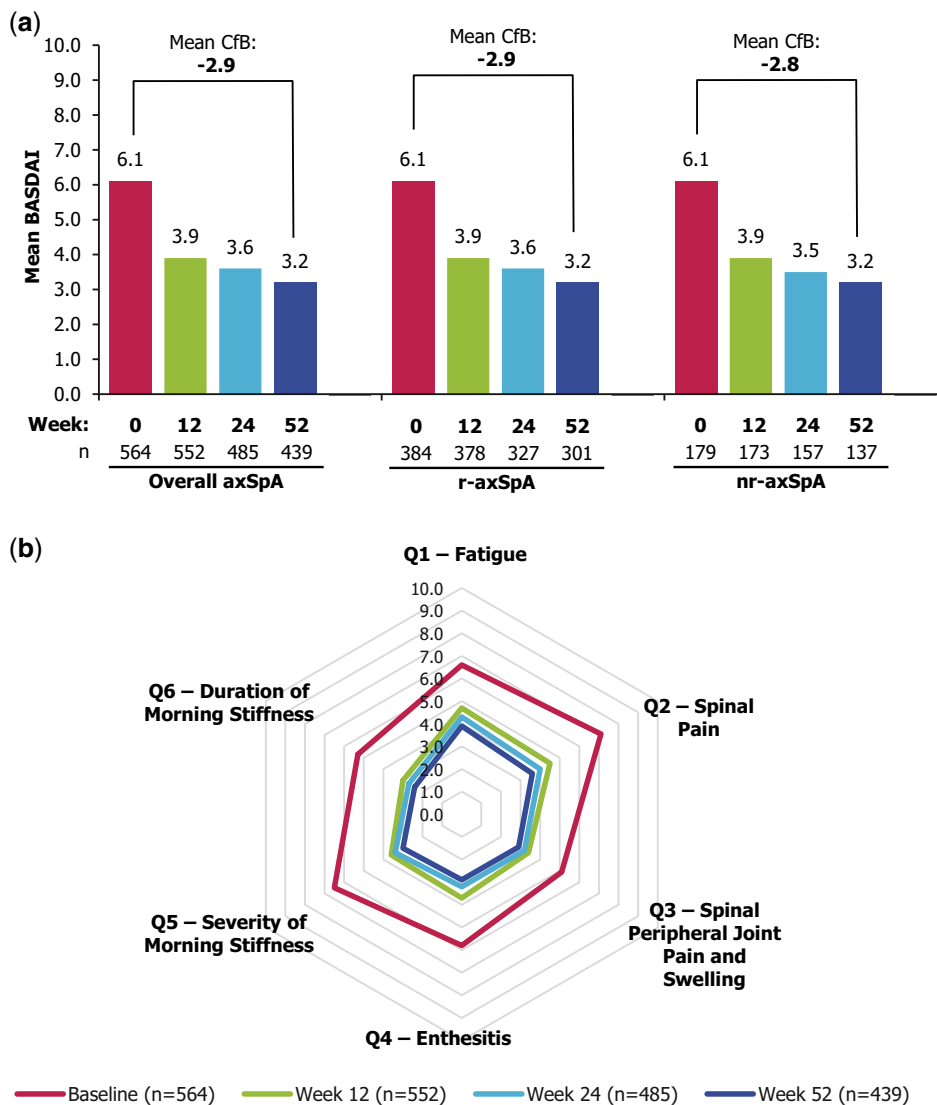 (a)
Mean BASDAI
10.0
9.0
8.0
7.0
6.0
5.0
4.0
3.0
2.0
1.0
0.0
Mean CfB:
-2.9
6.1
3.9
3.6
3.2
Mean CfB:
-2.9
6.1
3.9
3.6
3.2
Mean CfB:
-2.8
6.1
3.9
3.5
3.2
Week: 0 12 24 52 0 12 24 52 0 12 24 52
n 564 552 485 439 384 378 327 301 179 173 157 137
Overall axSpA r-axSpA nr-axSpA
(b)
Q1 – Fatigue
10.0
9.0
8.0
7.0
6.0
5.0
4.0
3.0
2.0
1.0
0.0
Q2 – Spinal
Pain
Q3 – Spinal
Peripheral Joint
Pain and
Swelling
Q4 – Enthesitis
Q5 – Severity of
Morning Stiffness
Q6 – Duration of
Morning Stiffness
Baseline (n=564) Week 12 (n=552) Week 24 (n=485) Week 52 (n=439)